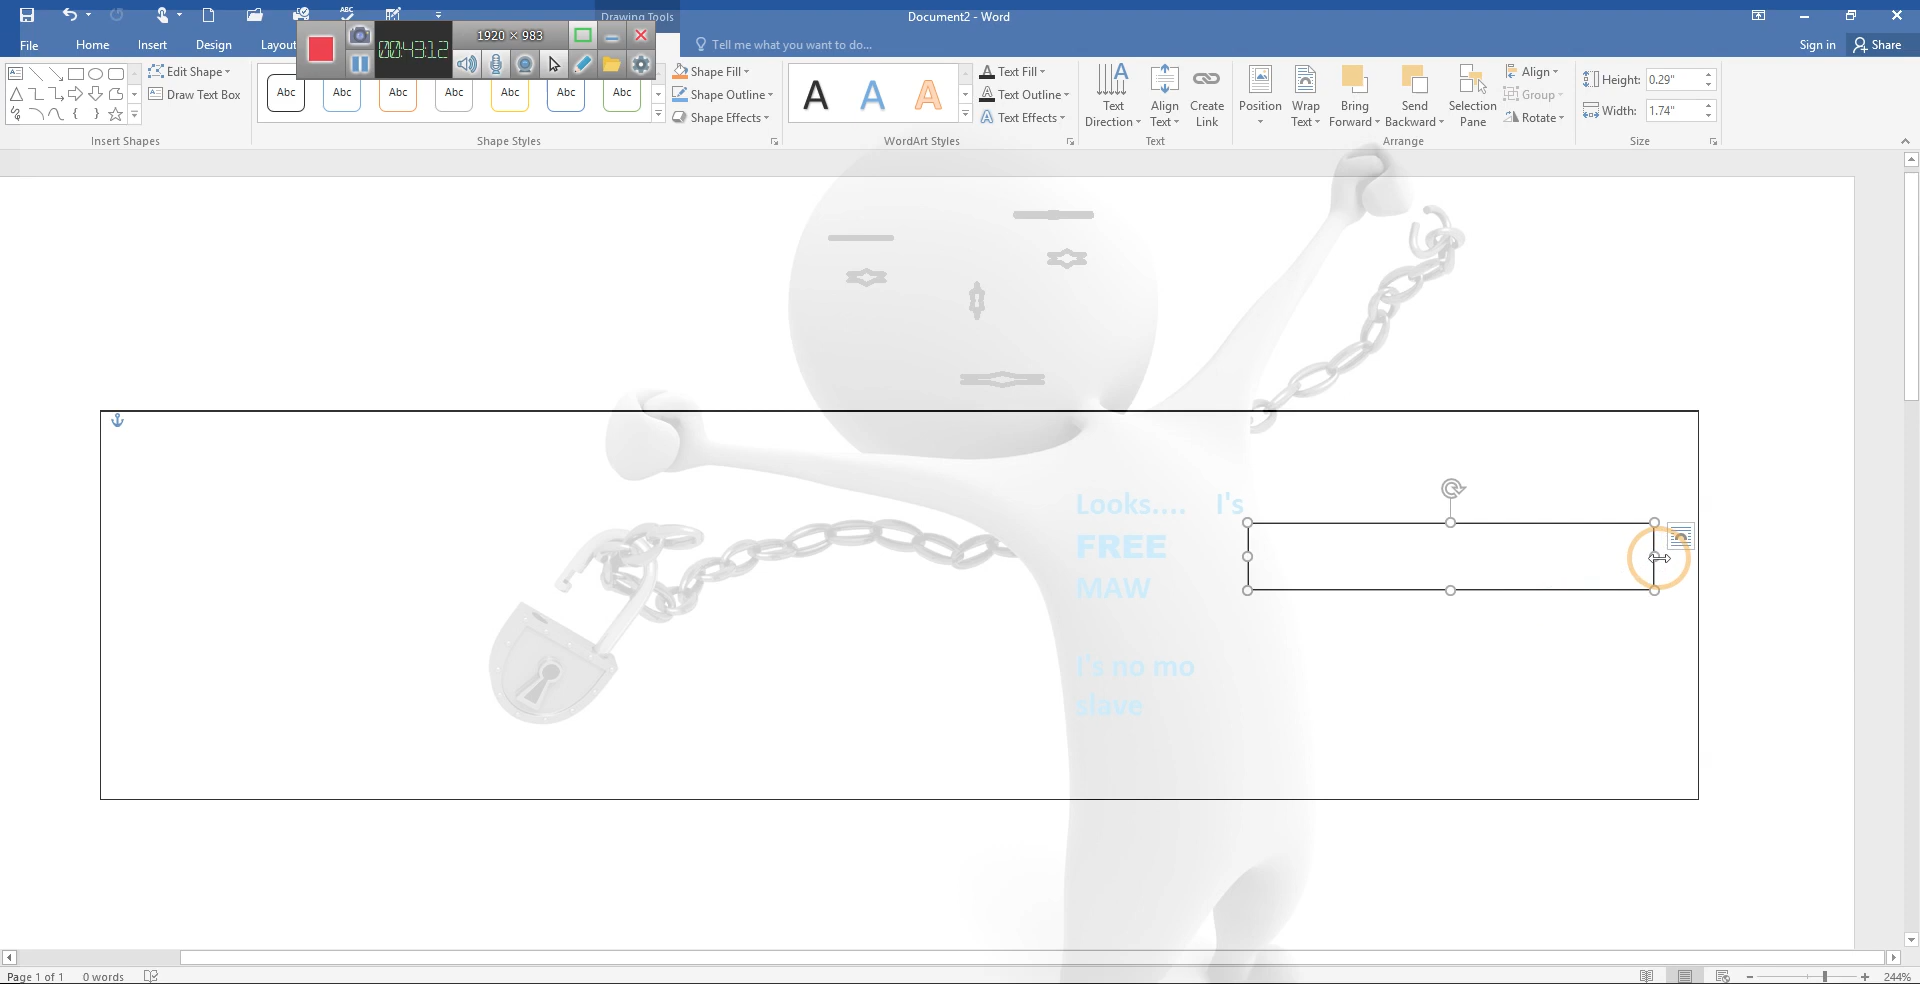 Drawing Tools
Document2 - Word
File
Home
Insert
Design
Layout
00:43:12
1920 × 983
Tell me what you want to do...
Sign in
Share
Edit Shape
Draw Text Box
Insert Shapes
Abc Abc Abc Abc Abc Abc Abc
Shape Styles
Shape Fill
Shape Outline
Shape Effects
A A A
WordArt Styles
Text Fill
Text Outline
Text Effects
Text Direction
Align Text
Create Link
Text
Position
Wrap Text
Bring Forward
Send Backward
Selection Pane
Align
Group
Rotate
Arrange
Height: 0.29"
Width: 1.74"
Size
Looks.... I's
FREE
MAW
I's no mo
slave
Page 1 of 1
0 words
244%